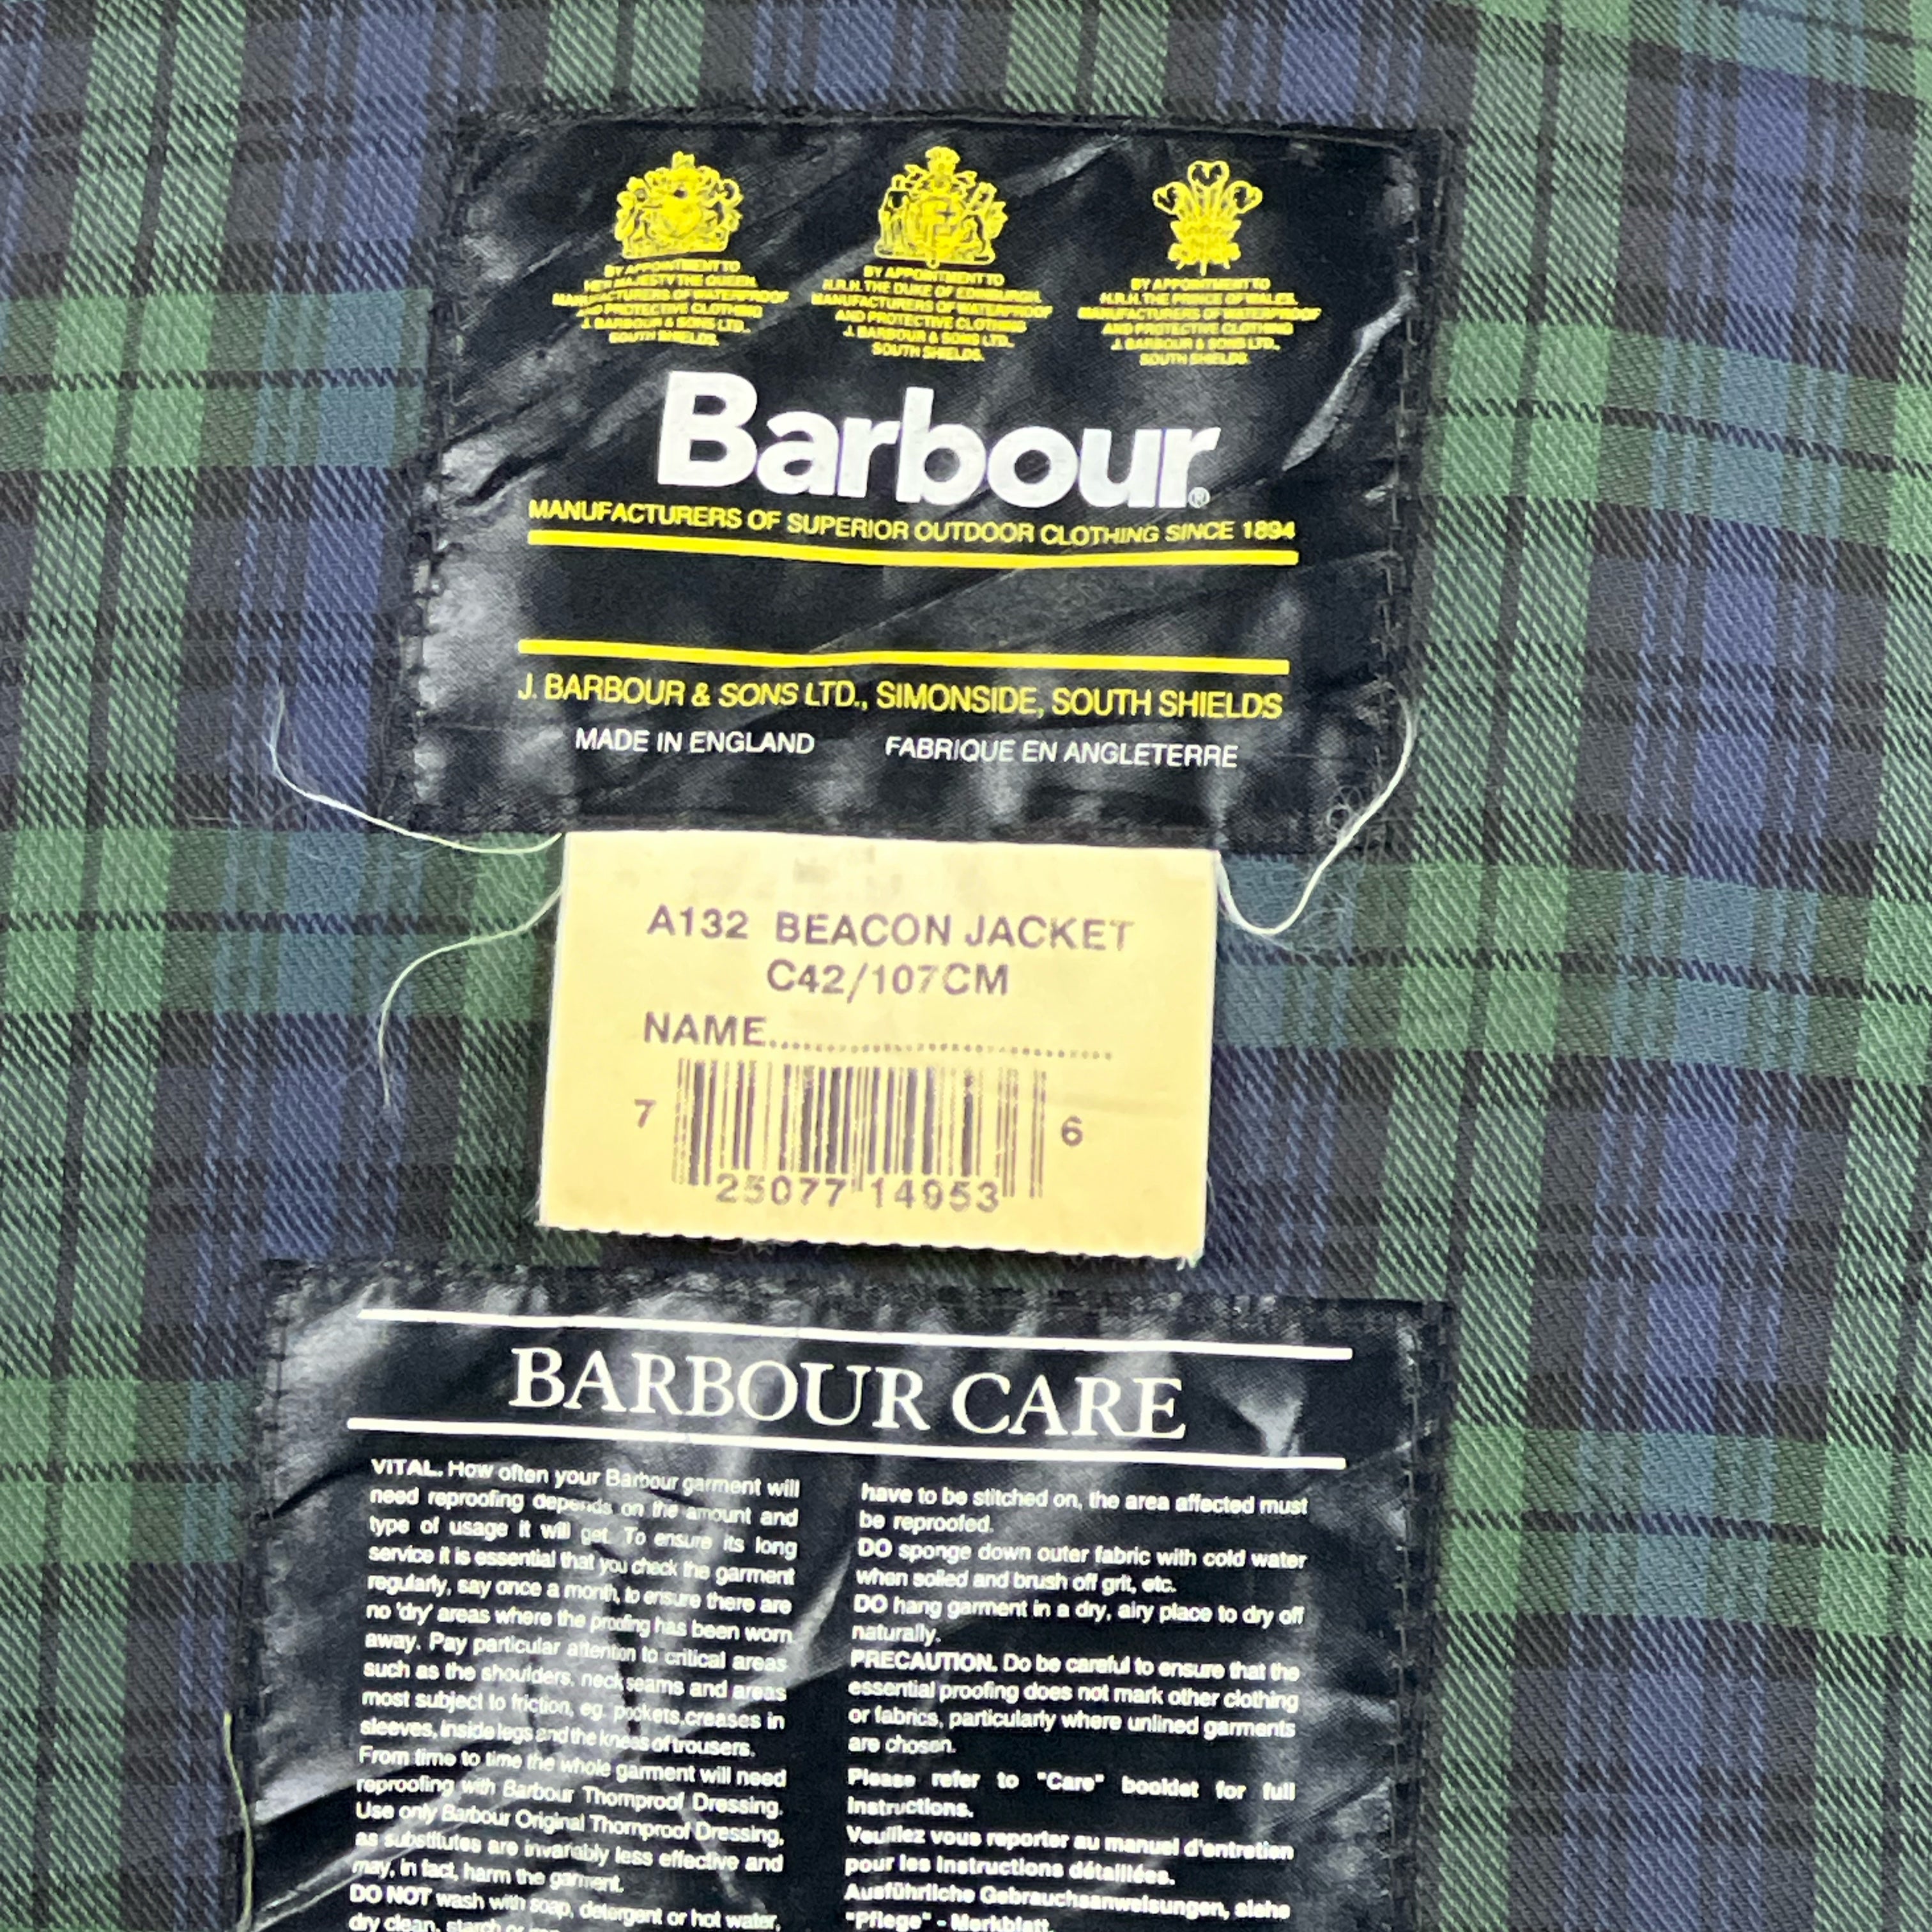 BY APPOINTMENT TO
HER MAJESTY THE QUEEN.
MANUFACTURERS OF WATERPROOF
AND PROTECTIVE CLOTHING
J. BARBOUR & SONS LTD.,
SOUTH SHIELDS.
BY APPOINTMENT TO
H.R.H. THE DUKE OF EDINBURGH.
MANUFACTURERS OF WATERPROOF
AND PROTECTIVE CLOTHING
J. BARBOUR & SONS LTD.,
SOUTH SHIELDS.
BY APPOINTMENT TO
H.R.H. THE PRINCE OF WALES.
MANUFACTURERS OF WATERPROOF
AND PROTECTIVE CLOTHING
J. BARBOUR & SONS LTD.,
SOUTH SHIELDS.
Barbour®
MANUFACTURERS OF SUPERIOR OUTDOOR CLOTHING SINCE 1894
J. BARBOUR & SONS LTD., SIMONSIDE, SOUTH SHIELDS
MADE IN ENGLAND FABRIQUE EN ANGLETERRE
A132 BEACON JACKET
C42/107CM
NAME..............................
7 25077 14953 6
BARBOUR CARE
VITAL. How often your Barbour garment will
need reproofing depends on the amount and
type of usage it will get. To ensure its long
service it is essential that you check the garment
regularly, say once a month, to ensure there are
no 'dry' areas where the proofing has been worn
away. Pay particular attention to critical areas
such as the shoulders, neck seams and areas
most subject to friction, eg. pockets, creases in
sleeves, inside legs and the knees of trousers.
From time to time the whole garment will need
reproofing with Barbour Thornproof Dressing.
Use only Barbour Original Thornproof Dressing,
as substitutes are invariably less effective and
may, in fact, harm the garment.
DO NOT wash with soap, detergent or hot water,
dry clean, starch or
have to be stitched on, the area affected must
be reproofed.
DO sponge down outer fabric with cold water
when soiled and brush off grit, etc.
DO hang garment in a dry, airy place to dry off
naturally.
PRECAUTION. Do be careful to ensure that the
essential proofing does not mark other clothing
or fabrics, particularly where unlined garments
are chosen.
Please refer to "Care" booklet for full
instructions.
Veuillez vous reporter au manuel d'entretien
pour les instructions détaillées.
Ausführliche Gebrauchsanweisungen, siehe
"Pflege" - Merkblatt.